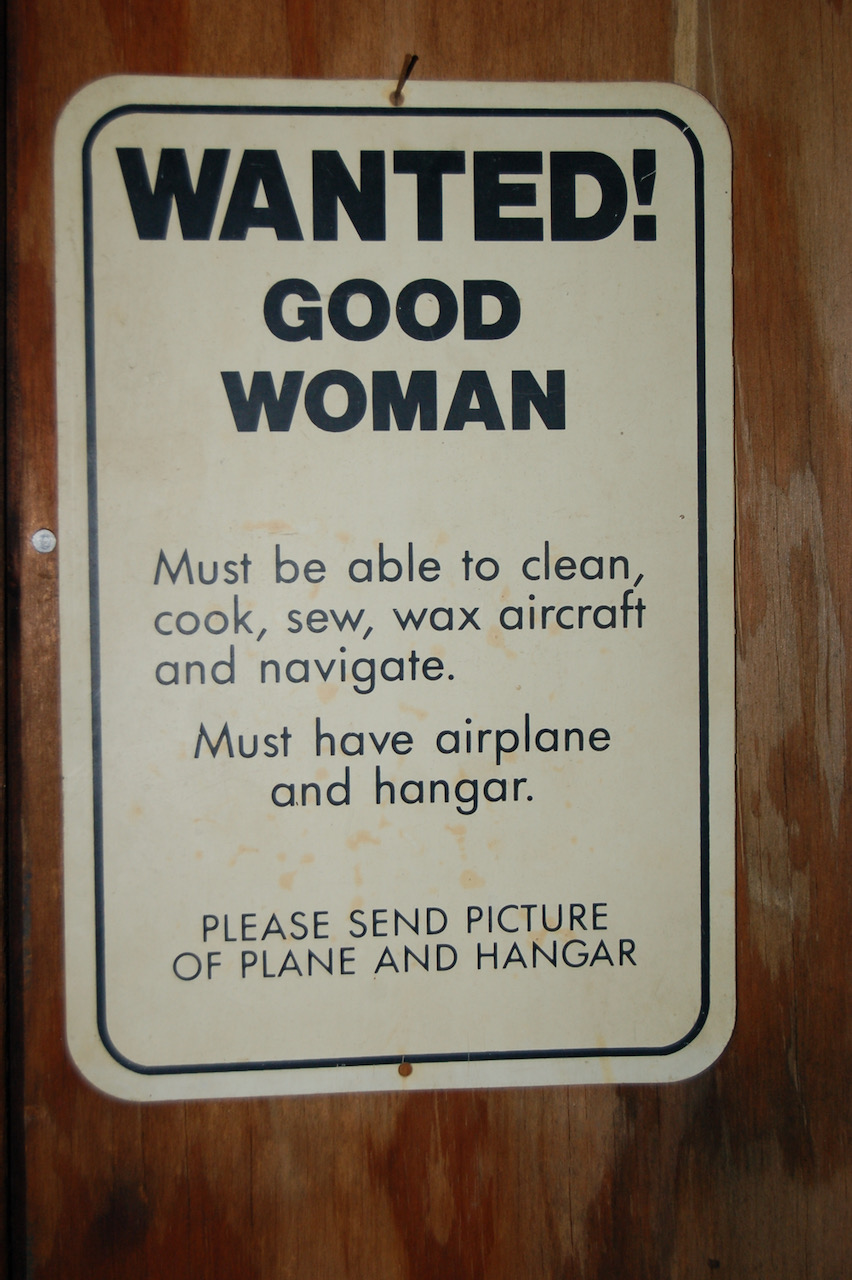 WANTED!
GOOD
WOMAN
Must be able to clean,
cook, sew, wax aircraft
and navigate.
Must have airplane
and hangar.
PLEASE SEND PICTURE
OF PLANE AND HANGAR